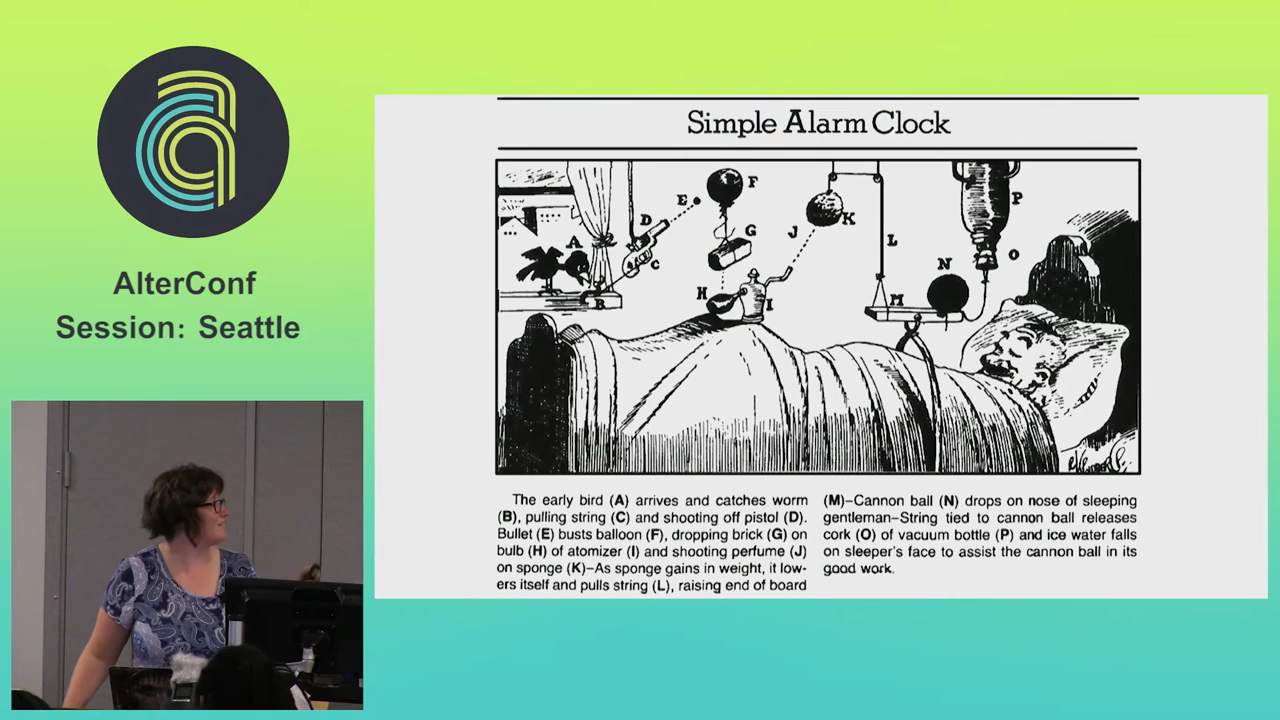 AlterConf
Session: Seattle
Simple Alarm Clock
A
B
C
D
E
F
G
H
I
J
K
L
M
N
O
P
The early bird (A) arrives and catches worm
(B), pulling string (C) and shooting off pistol (D).
Bullet (E) busts balloon (F), dropping brick (G) on
bulb (H) of atomizer (I) and shooting perfume (J)
on sponge (K)–As sponge gains in weight, it low-
ers itself and pulls string (L), raising end of board
(M)–Cannon ball (N) drops on nose of sleeping
gentleman–String tied to cannon ball releases
cork (O) of vacuum bottle (P) and ice water falls
on sleeper's face to assist the cannon ball in its
good work.